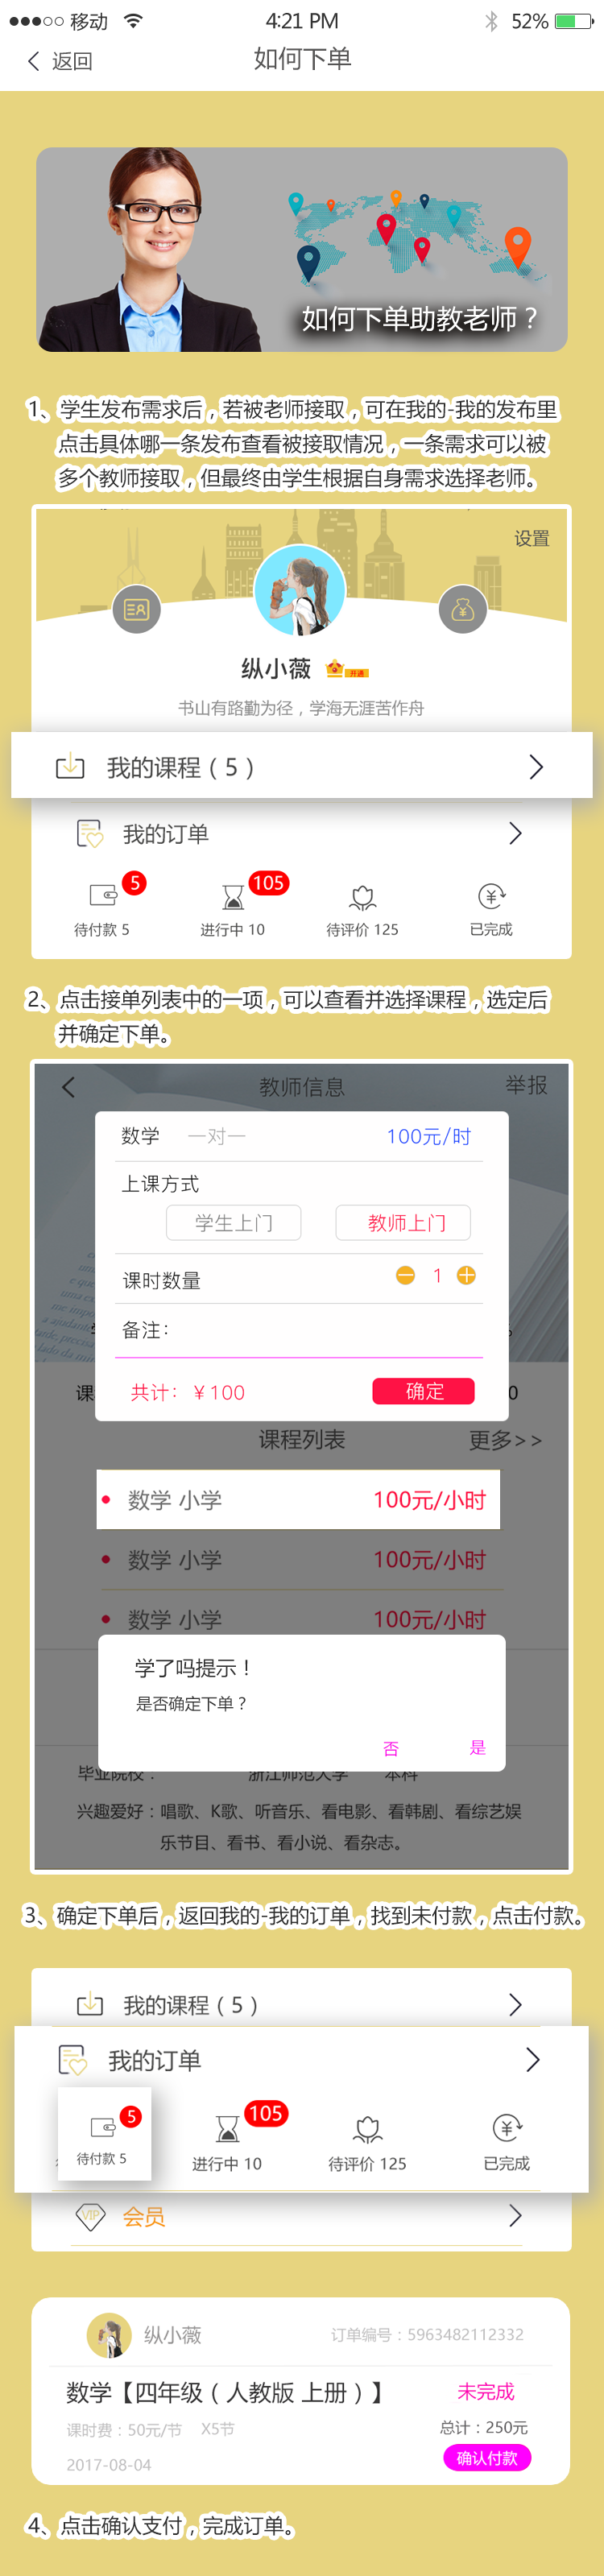 移动 4:21 PM 52%
返回 如何下单
如何下单助教老师？
1、学生发布需求后，若被老师接取，可在我的-我的发布里
点击具体哪一条发布查看被接取情况，一条需求可以被
多个教师接取，但最终由学生根据自身需求选择老师。
设置
纵小薇 开通
书山有路勤为径，学海无涯苦作舟
我的课程（5）
我的订单
5 105
待付款 5 进行中 10 待评价 125 已完成
2、点击接单列表中的一项，可以查看并选择课程，选定后
并确定下单。
教师信息 举报
数学 一对一 100元/时
上课方式
学生上门 教师上门
课时数量 1
备注：
课 共计：￥100 确定 0
课程列表 更多>>
数学 小学 100元/小时
数学 小学 100元/小时
数学 小学 100元/小时
学了吗提示！
是否确定下单？
否 是
毕业院校： 浙江师范大学 本科
兴趣爱好：唱歌、K歌、听音乐、看电影、看韩剧、看综艺娱
乐节目、看书、看小说、看杂志。
3、确定下单后，返回我的-我的订单，找到未付款，点击付款。
我的课程（5）
我的订单
5 105
待付款 5 进行中 10 待评价 125 已完成
VIP 会员
纵小薇 订单编号：5963482112332
数学【四年级（人教版 上册）】 未完成
课时费：50元/节 X5节 总计：250元
2017-08-04 确认付款
4、点击确认支付，完成订单。